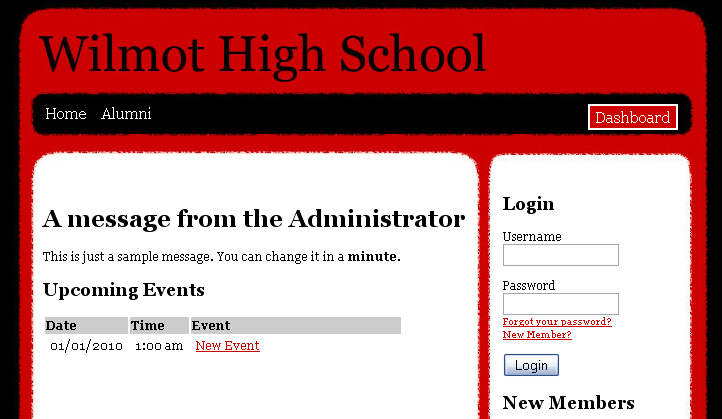 Wilmot High School
Home Alumni Dashboard
A message from the Administrator
This is just a sample message. You can change it in a minute.
Upcoming Events
Date Time Event
01/01/2010 1:00 am New Event
Login
Username
Password
Forgot your password?
New Member?
Login
New Members